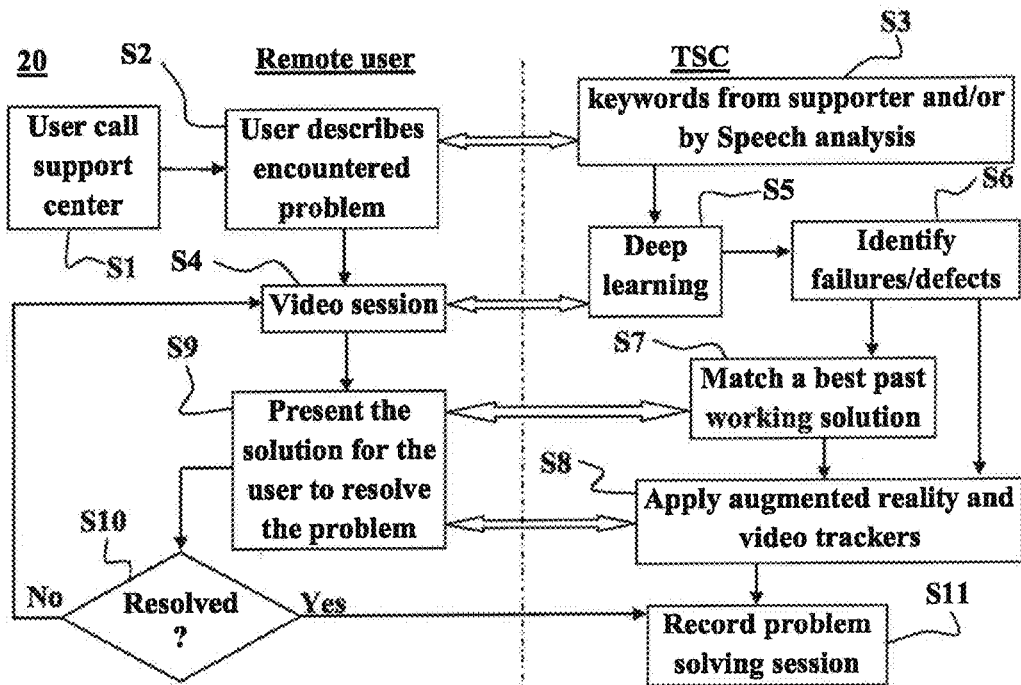 20
S2
Remote user
TSC
S3
User call
support
center
S1
User describes
encountered
problem
keywords from supporter and/or
by Speech analysis
S5
S6
Deep
learning
Identify
failures/defects
S4
Video session
S7
Match a best past
working solution
S9
Present the
solution for the
user to resolve
the problem
S8
Apply augmented reality and
video trackers
S10
No
Resolved
?
Yes
S11
Record problem
solving session